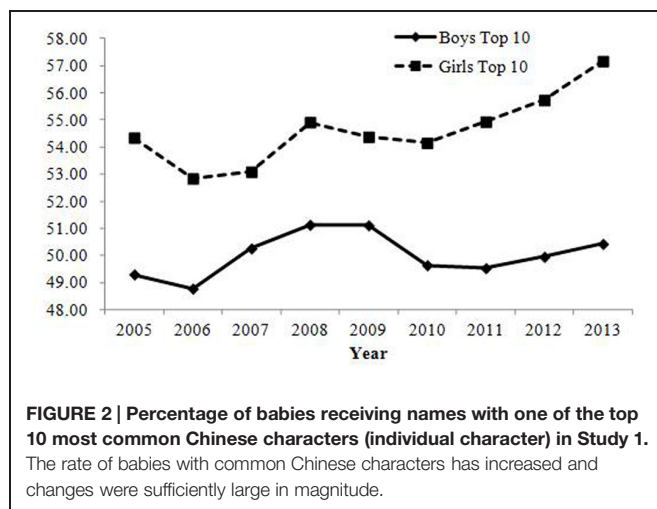 58.00
57.00
56.00
55.00
54.00
53.00
52.00
51.00
50.00
49.00
48.00
Boys Top 10
Girls Top 10
2005 2006 2007 2008 2009 2010 2011 2012 2013
Year
FIGURE 2 | Percentage of babies receiving names with one of the top
10 most common Chinese characters (individual character) in Study 1.
The rate of babies with common Chinese characters has increased and
changes were sufficiently large in magnitude.